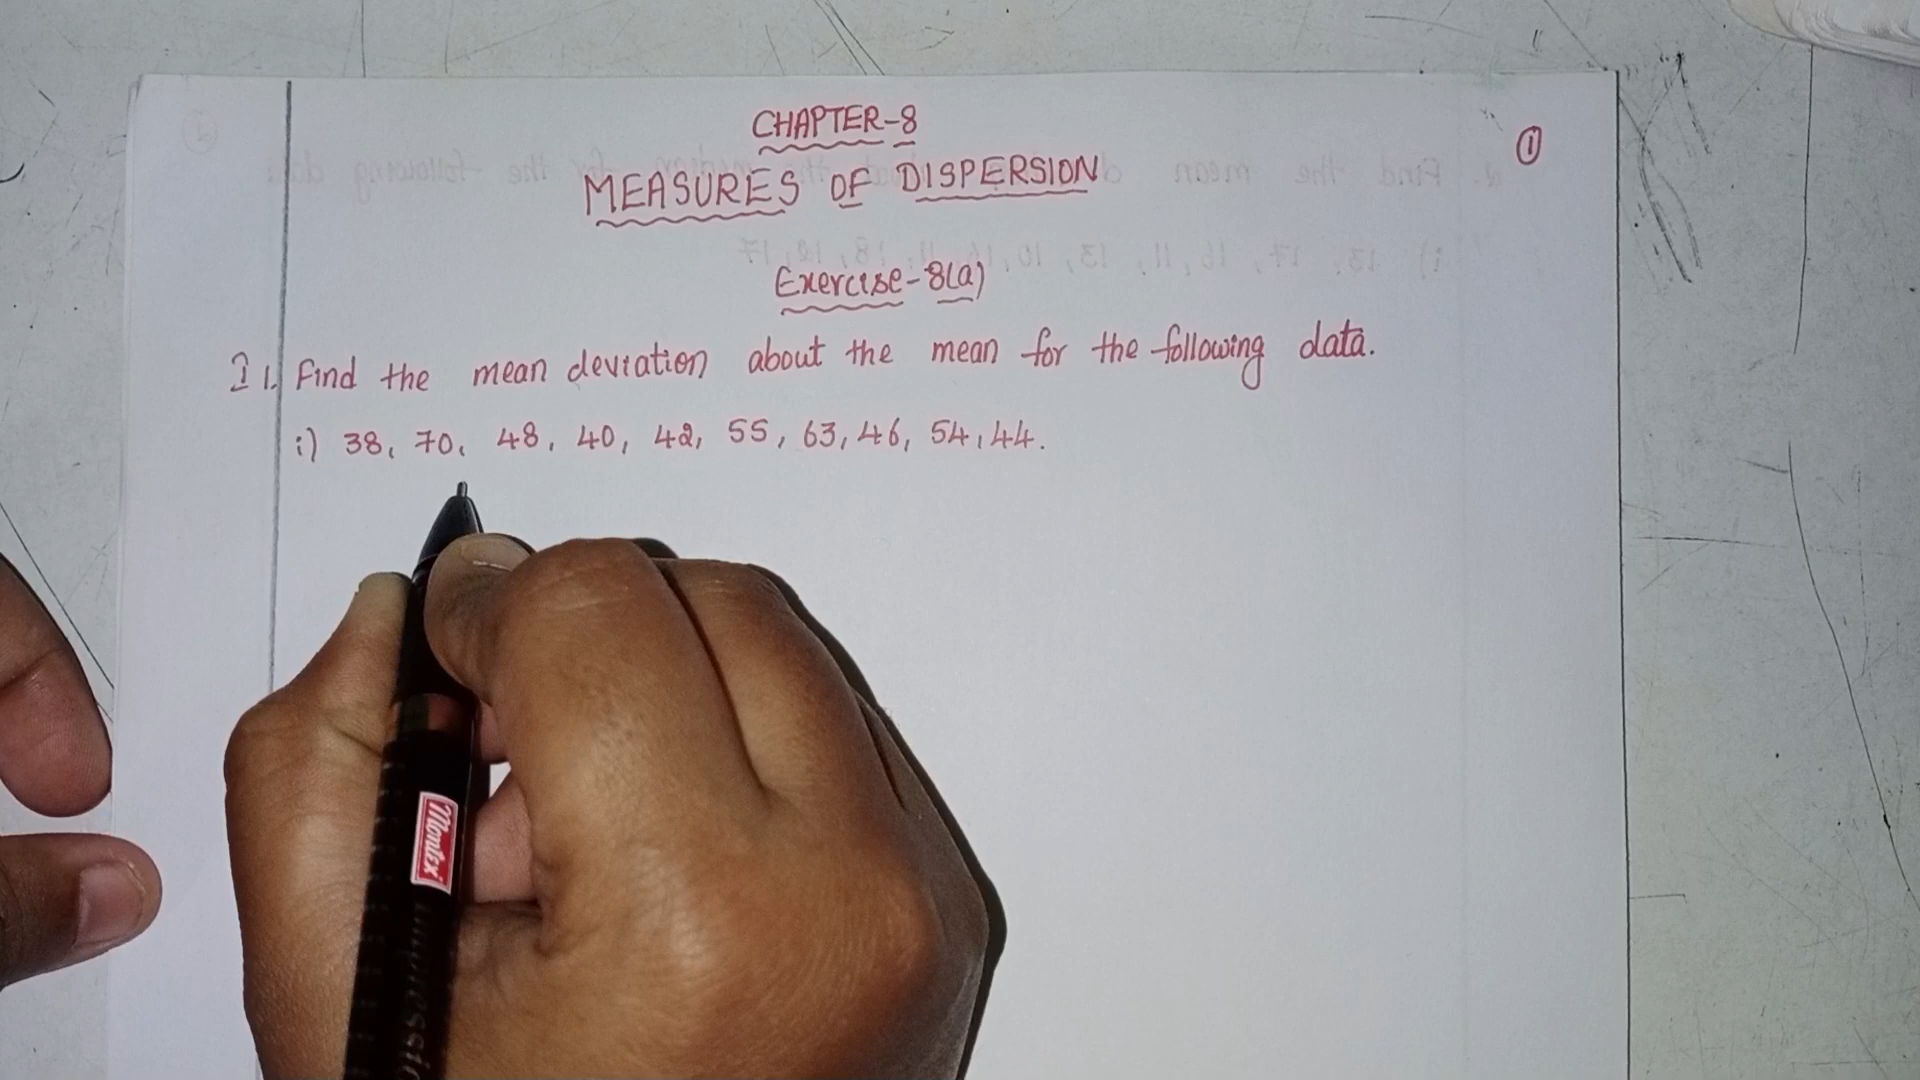 CHAPTER-8
①
MEASURES OF DISPERSION
Exercise-8(a)
I 1. Find the mean deviation about the mean for the following data.
i) 38, 70, 48, 40, 42, 55, 63, 46, 54, 44.
Montex